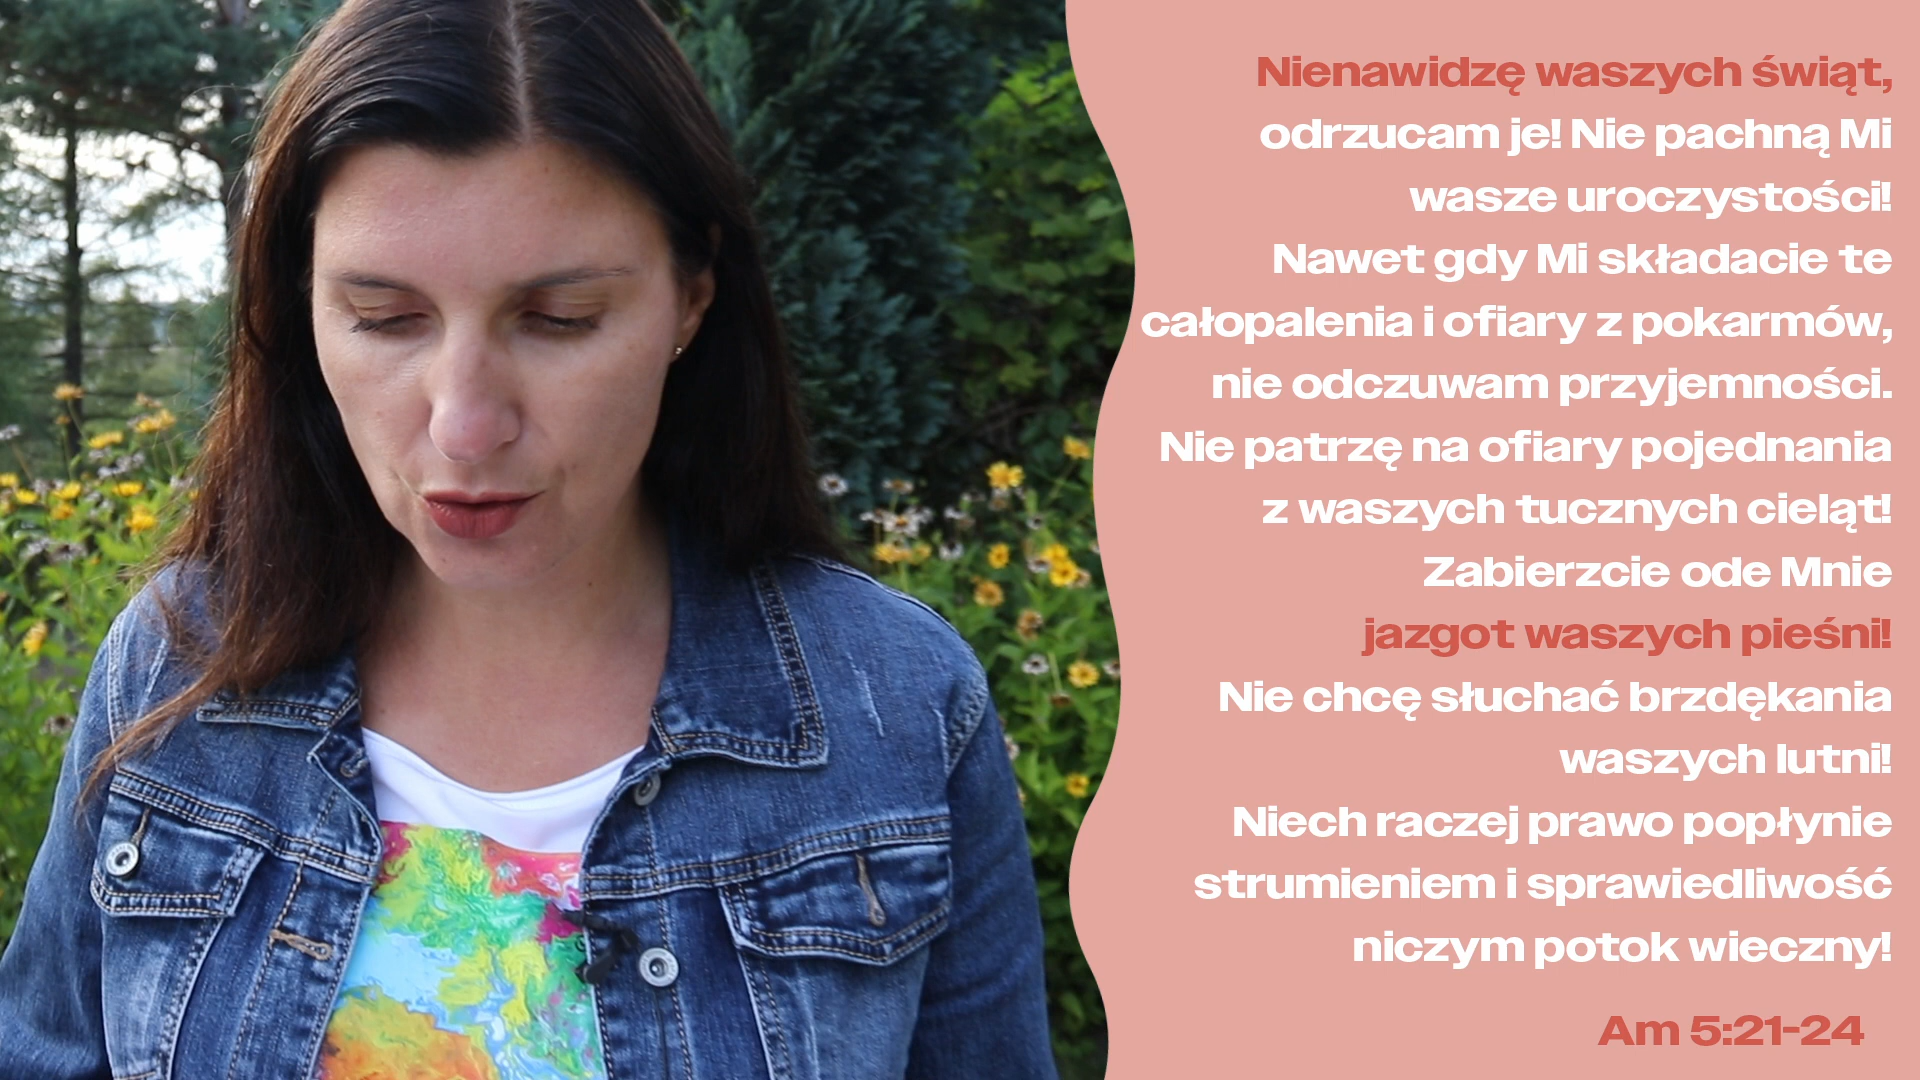 Nienawidzę waszych świąt,
odrzucam je! Nie pachną Mi
wasze uroczystości!
Nawet gdy Mi składacie te
całopalenia i ofiary z pokarmów,
nie odczuwam przyjemności.
Nie patrzę na ofiary pojednania
z waszych tucznych cieląt!
Zabierzcie ode Mnie
jazgot waszych pieśni!
Nie chcę słuchać brzdękania
waszych lutni!
Niech raczej prawo popłynie
strumieniem i sprawiedliwość
niczym potok wieczny!
Am 5:21-24